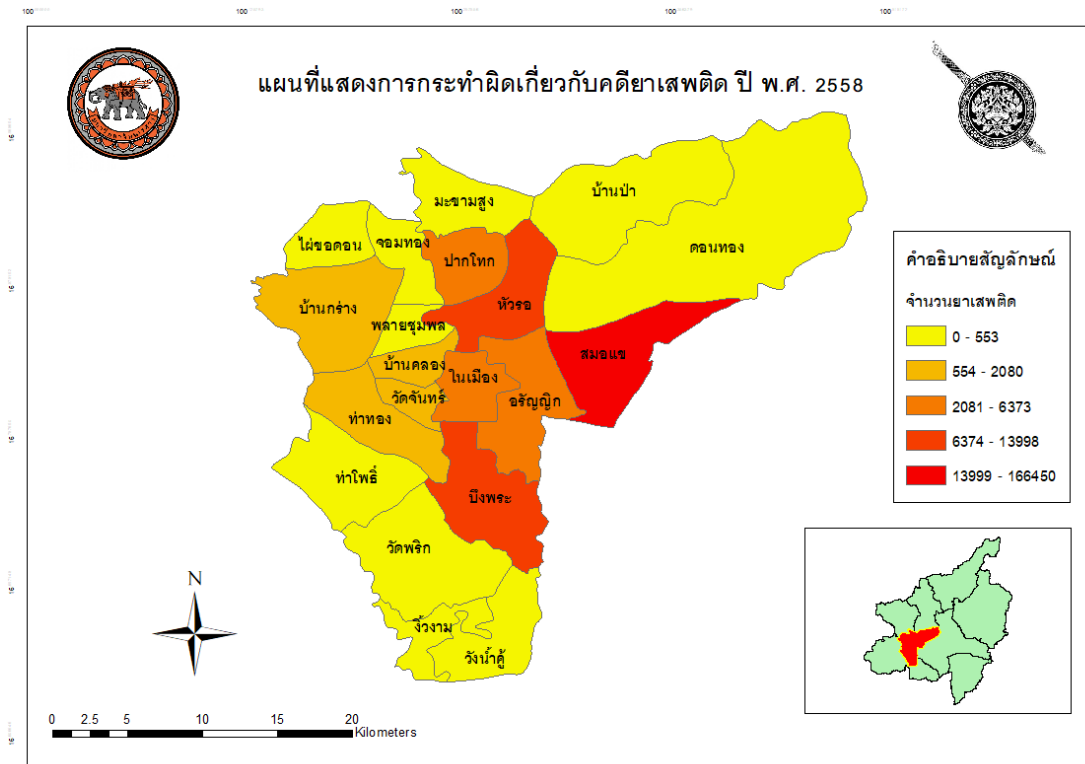 แผนที่แสดงการกระทำผิดเกี่ยวกับคดียาเสพติด ปี พ.ศ. 2558
มะขามสูง
บ้านป่า
ไผ่ขอดอน
จอมทอง
ดอนทอง
ปากโทก
บ้านกร่าง
หัวรอ
พลายชุมพล
สมอแข
บ้านคลอง
ในเมือง
วัดจันทร์
อรัญญิก
ท่าทอง
ท่าโพธิ์
บึงพระ
วัดพริก
งิ้วงาม
วังน้ำคู้
คำอธิบายสัญลักษณ์
จำนวนยาเสพติด
0 - 553
554 - 2080
2081 - 6373
6374 - 13998
13999 - 166450
N
0 2.5 5 10 15 20
Kilometers